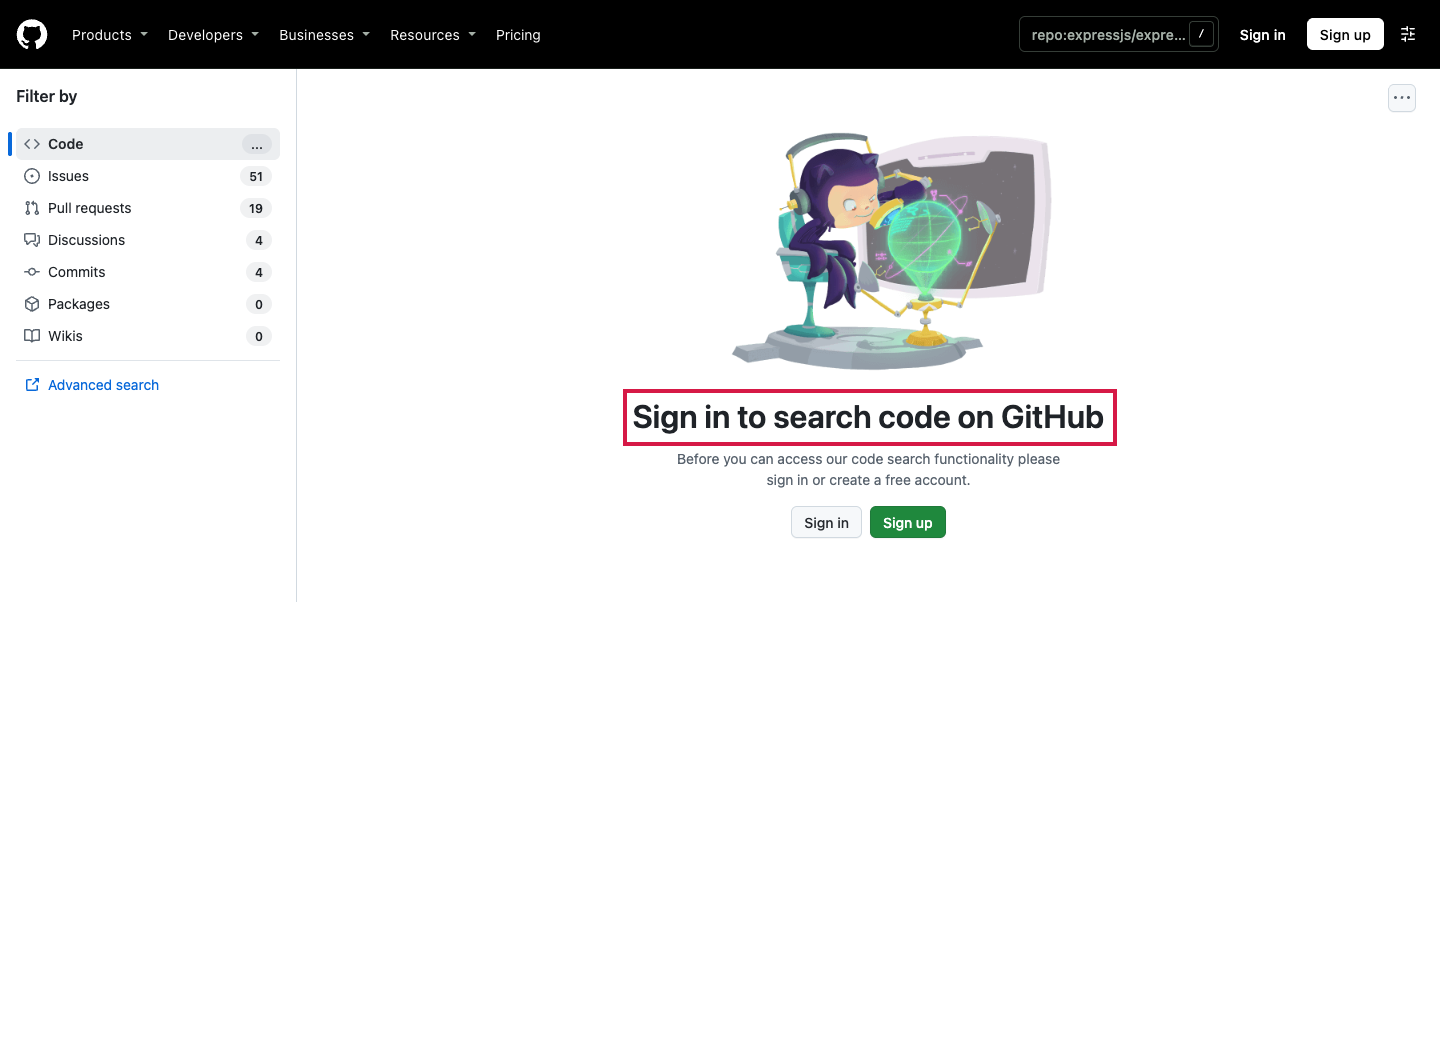 Products
Developers
Businesses
Resources
Pricing
repo:expressjs/expre...
/
Sign in
Sign up
Filter by
Code
...
Issues
51
Pull requests
19
Discussions
4
Commits
4
Packages
0
Wikis
0
Advanced search
Sign in to search code on GitHub
Before you can access our code search functionality please
sign in or create a free account.
Sign in
Sign up